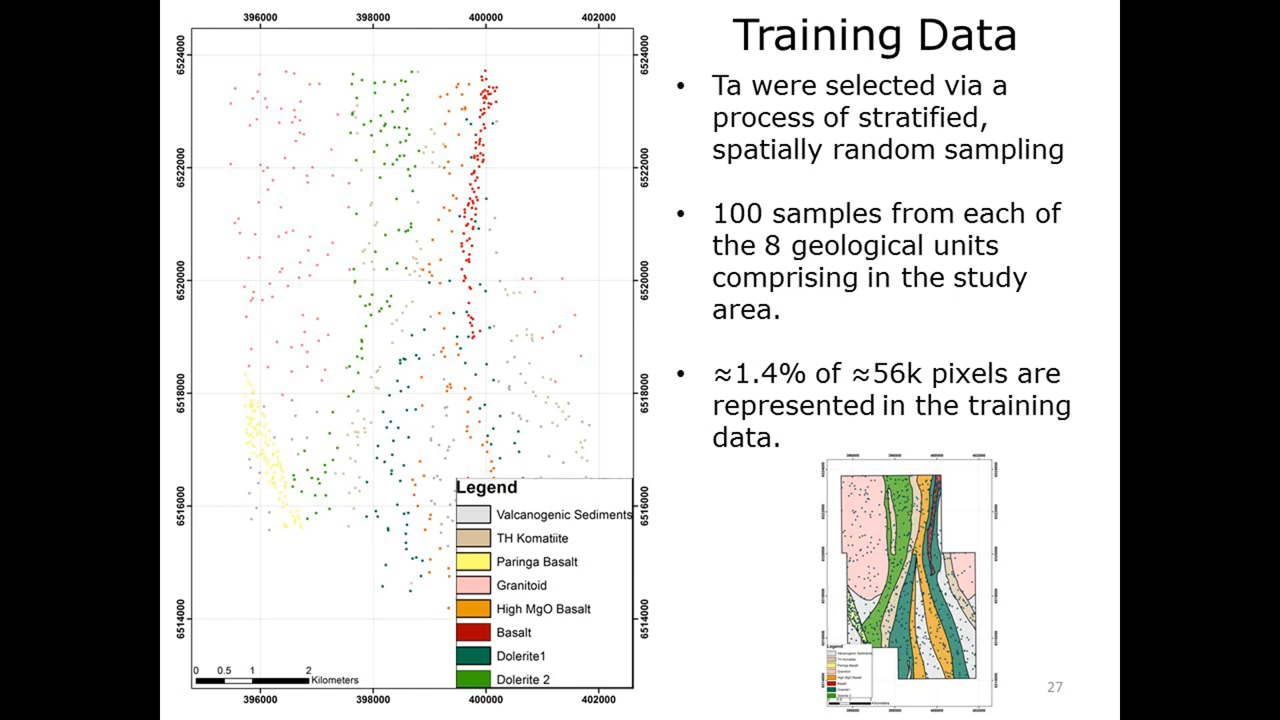 Training Data
396000 398000 400000 402000
6524000 6524000
6522000 6522000
6520000 6520000
6518000 6518000
6516000 6516000
6514000 6514000
Legend
Valcanogenic Sediments
TH Komatiite
Paringa Basalt
Granitoid
High MgO Basalt
Basalt
Dolerite1
Dolerite 2
0 0.5 1 2
Kilometers
396000 398000 400000 402000
• Ta were selected via a
process of stratified,
spatially random sampling
• 100 samples from each of
the 8 geological units
comprising in the study
area.
• ≈1.4% of ≈56k pixels are
represented in the training
data.
Legend
27